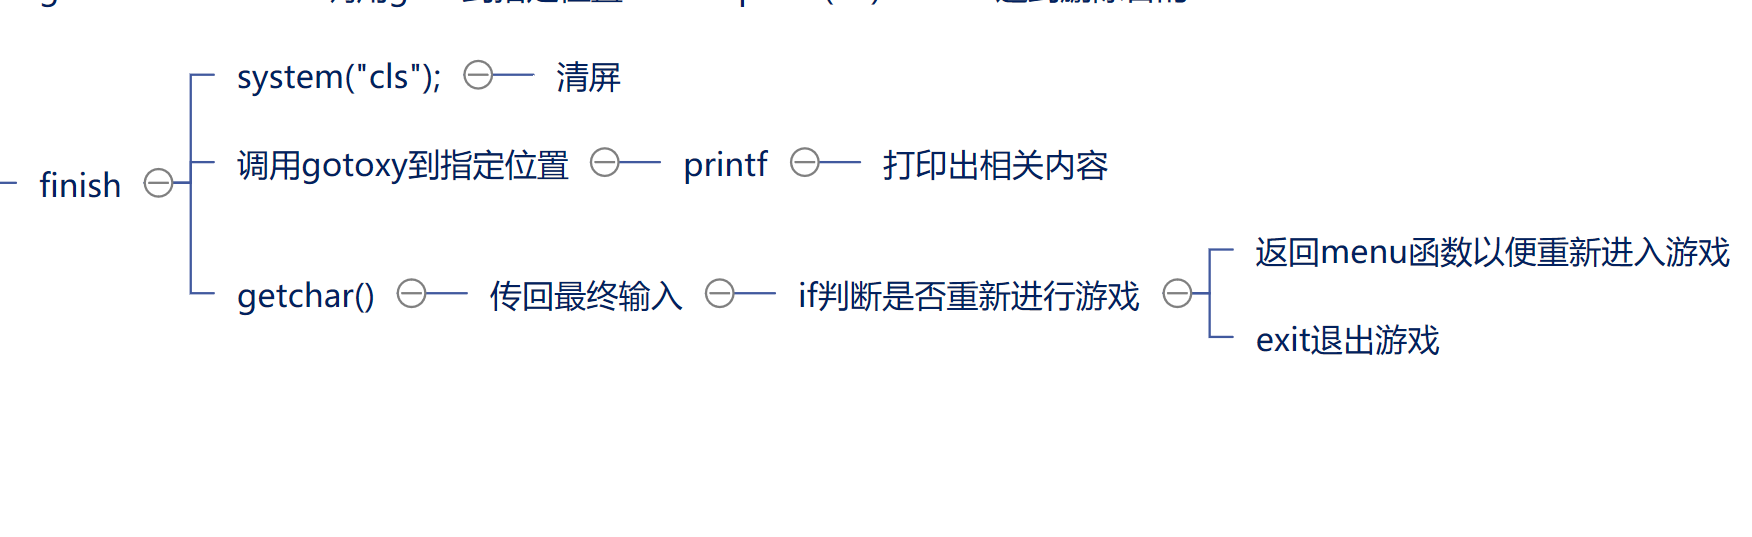 system("cls");
清屏
调用gotoxy到指定位置
printf
打印出相关内容
finish
返回menu函数以便重新进入游戏
getchar()
传回最终输入
if判断是否重新进行游戏
exit退出游戏